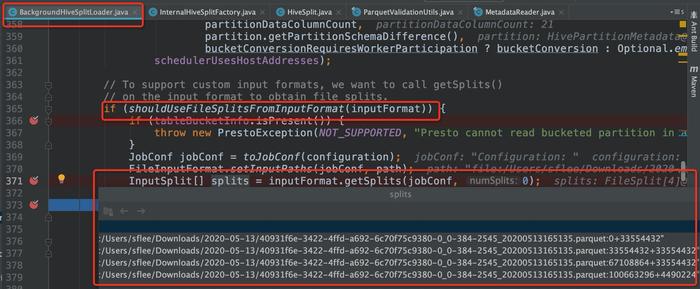 BackgroundHiveSplitLoader.java InternalHiveSplitFactory.java HiveSplit.java ParquetValidationUtils.java MetadataReader.java
358 partitionDataColumnCount, partitionDataColumnCount: 21
359 partition.getPartitionSchemaDifference(), partition: HivePartitionMetadata
360 bucketConversionRequiresWorkerParticipation ? bucketConversion : Optional.em
361 schedulerUsesHostAddresses);
362
363 // To support custom input formats, we want to call getSplits()
364 // on the input format to obtain file splits.
365 if (shouldUseFileSplitsFromInputFormat(inputFormat)) {
366 if (tableBucketInfo.isPresent()) {
367 throw new PrestoException(NOT_SUPPORTED, "Presto cannot read bucketed partition in
368 }
369 JobConf jobConf = toJobConf(configuration); jobConf: "Configuration: " configuration:
370 FileInputFormat.setInputPaths(jobConf, path); path: "file:/Users/sflee/Downloads/2020
371 InputSplit[] splits = inputFormat.getSplits(jobConf, numSplits: 0); splits: FileSplit[4]@
372 splits
373
374
375
376 :/Users/sflee/Downloads/2020-05-13/40931f6e-3422-4ffd-a692-6c70f75c9380-0_0-384-2545_20200513165135.parquet:0+33554432"
377 :/Users/sflee/Downloads/2020-05-13/40931f6e-3422-4ffd-a692-6c70f75c9380-0_0-384-2545_20200513165135.parquet:33554432+33554432"
378 :/Users/sflee/Downloads/2020-05-13/40931f6e-3422-4ffd-a692-6c70f75c9380-0_0-384-2545_20200513165135.parquet:67108864+33554432"
379 :/Users/sflee/Downloads/2020-05-13/40931f6e-3422-4ffd-a692-6c70f75c9380-0_0-384-2545_20200513165135.parquet:100663296+4490224"
Ant Build
Maven